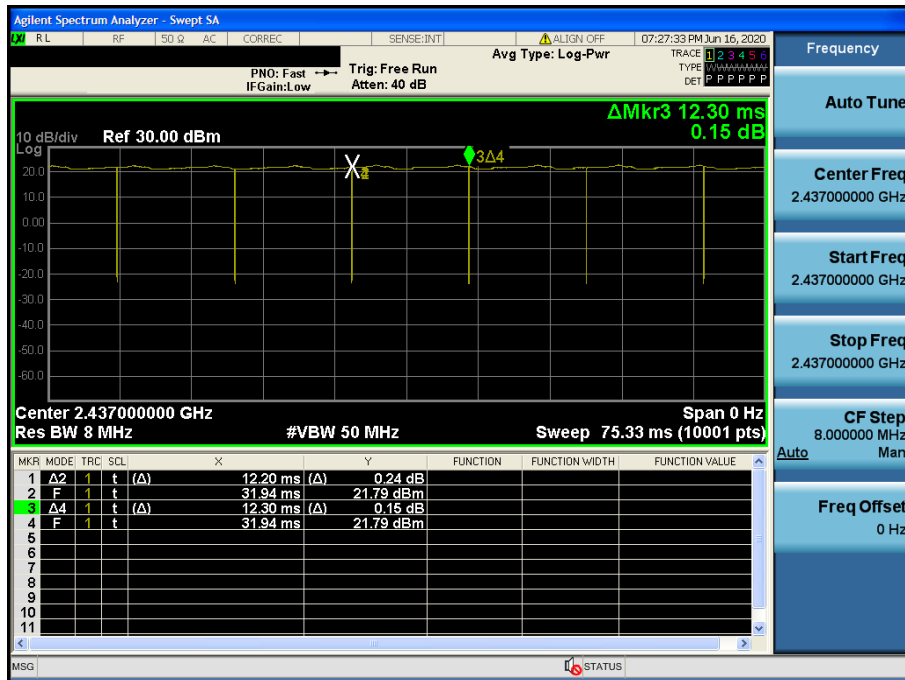 Agilent Spectrum Analyzer - Swept SA
LXI RL RF 50 Ω AC CORREC SENSE:INT ALIGN OFF 07:27:33 PM Jun 16, 2020
Avg Type: Log-Pwr TRACE 1 2 3 4 5 6
PNO: Fast Trig: Free Run TYPE WWWWWW
IFGain:Low Atten: 40 dB DET P P P P P P
ΔMkr3 12.30 ms
0.15 dB
10 dB/div Ref 30.00 dBm
Log
3Δ4
20.0
10.0
0.00
-10.0
-20.0
-30.0
-40.0
-50.0
-60.0
Center 2.437000000 GHz Span 0 Hz
Res BW 8 MHz #VBW 50 MHz Sweep 75.33 ms (10001 pts)
MKR MODE TRC SCL X Y FUNCTION FUNCTION WIDTH FUNCTION VALUE
1 Δ2 1 t (Δ) 12.20 ms (Δ) 0.24 dB
2 F 1 t 31.94 ms 21.79 dBm
3 Δ4 1 t (Δ) 12.30 ms (Δ) 0.15 dB
4 F 1 t 31.94 ms 21.79 dBm
5
6
7
8
9
10
11
MSG STATUS
Frequency
Auto Tune
Center Freq
2.437000000 GHz
Start Freq
2.437000000 GHz
Stop Freq
2.437000000 GHz
CF Step
8.000000 MHz
Auto Man
Freq Offset
0 Hz